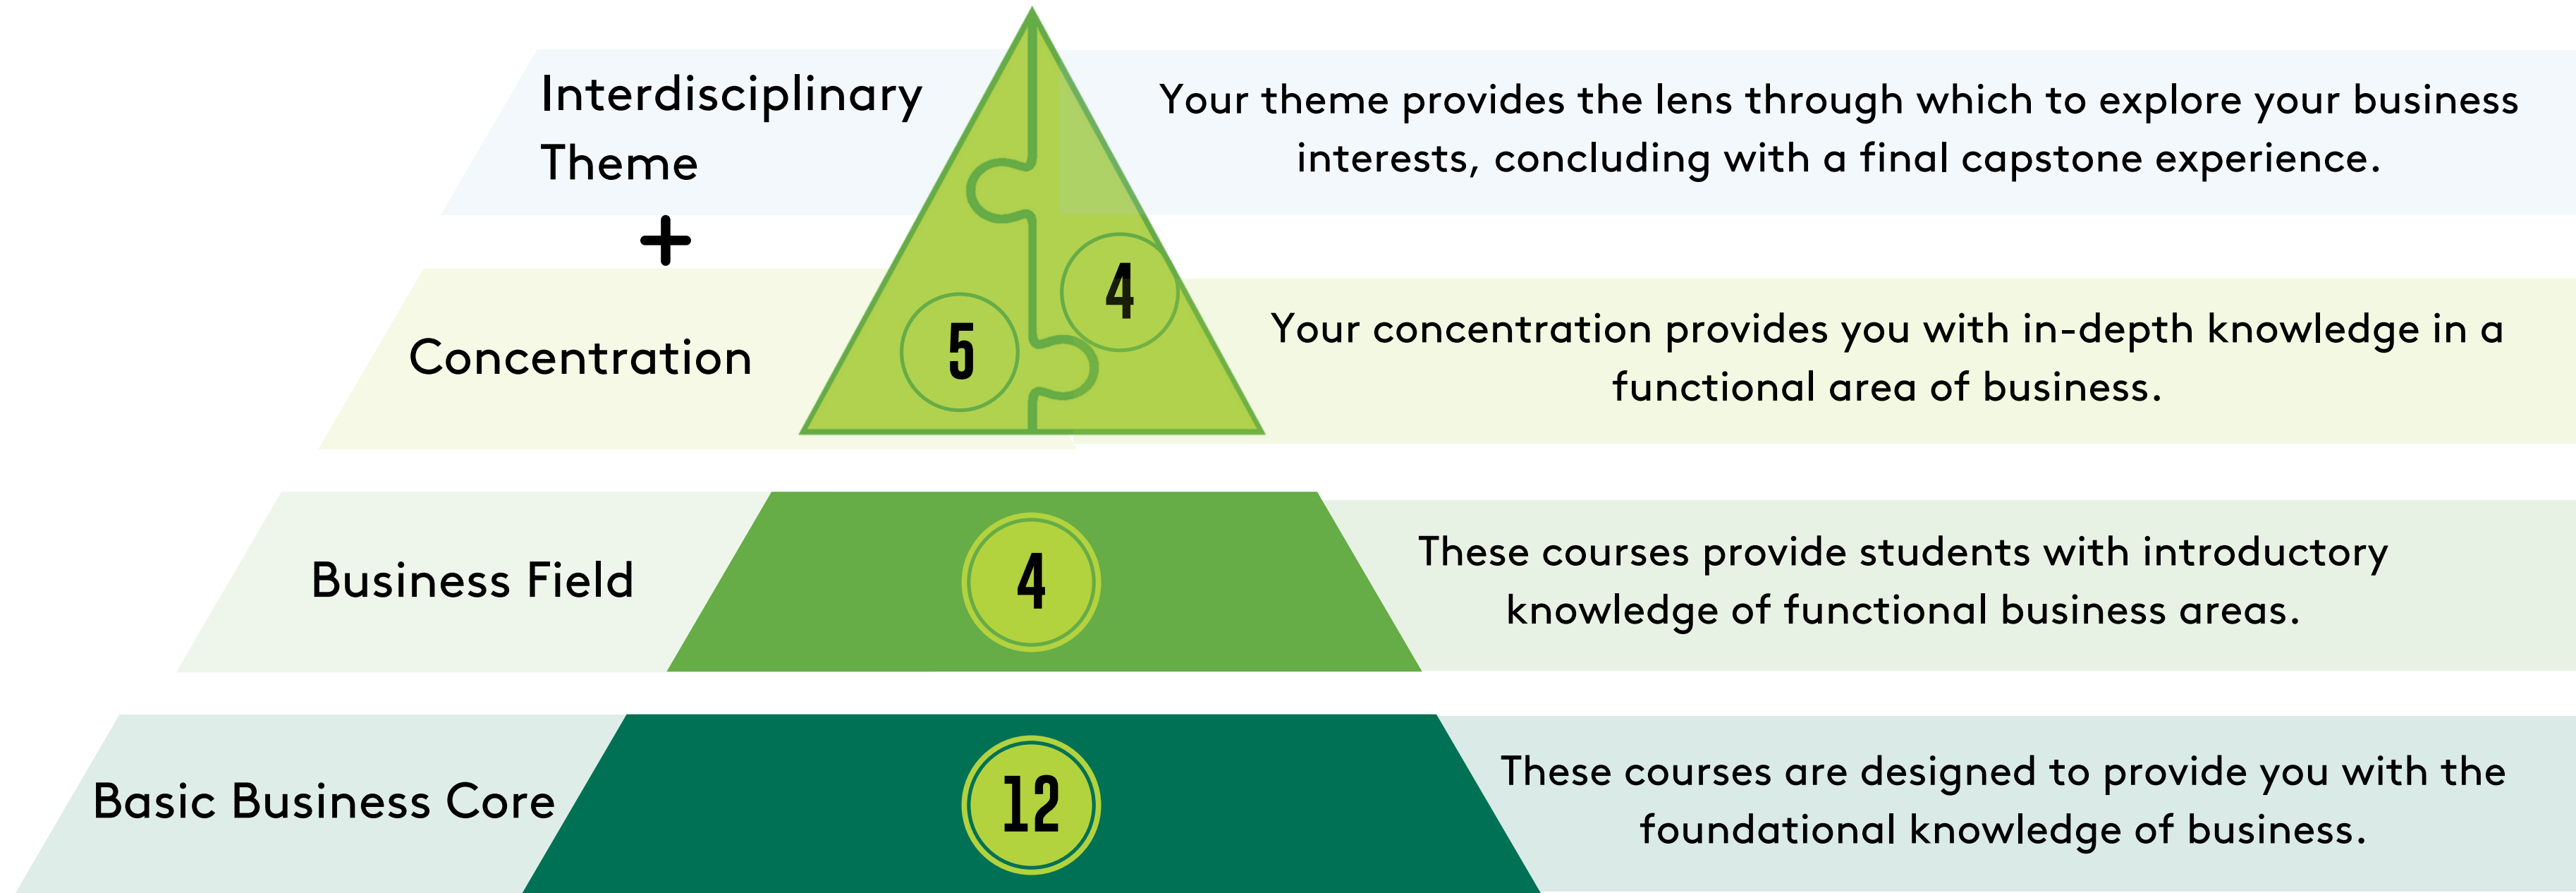 Interdisciplinary
Theme
Your theme provides the lens through which to explore your business
interests, concluding with a final capstone experience.
+
4
5
Concentration
Your concentration provides you with in-depth knowledge in a
functional area of business.
Business Field
4
These courses provide students with introductory
knowledge of functional business areas.
Basic Business Core
12
These courses are designed to provide you with the
foundational knowledge of business.